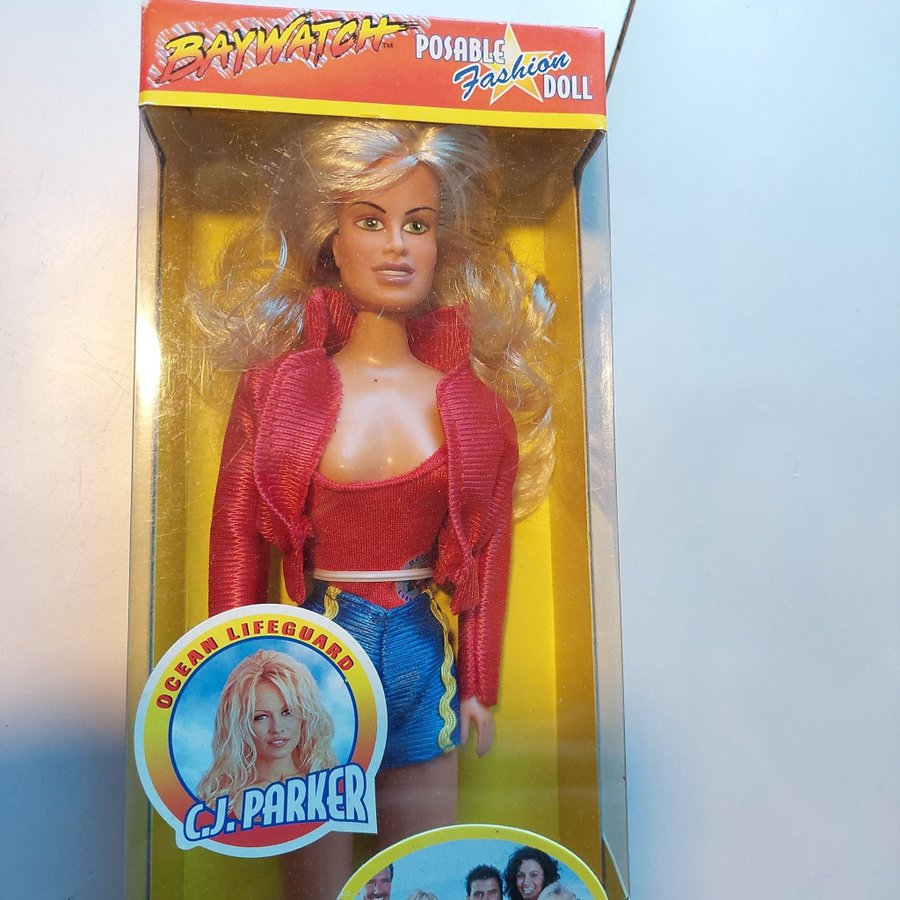 BAYWATCH™
POSABLE
Fashion
DOLL
OCEAN LIFEGUARD
C.J. PARKER